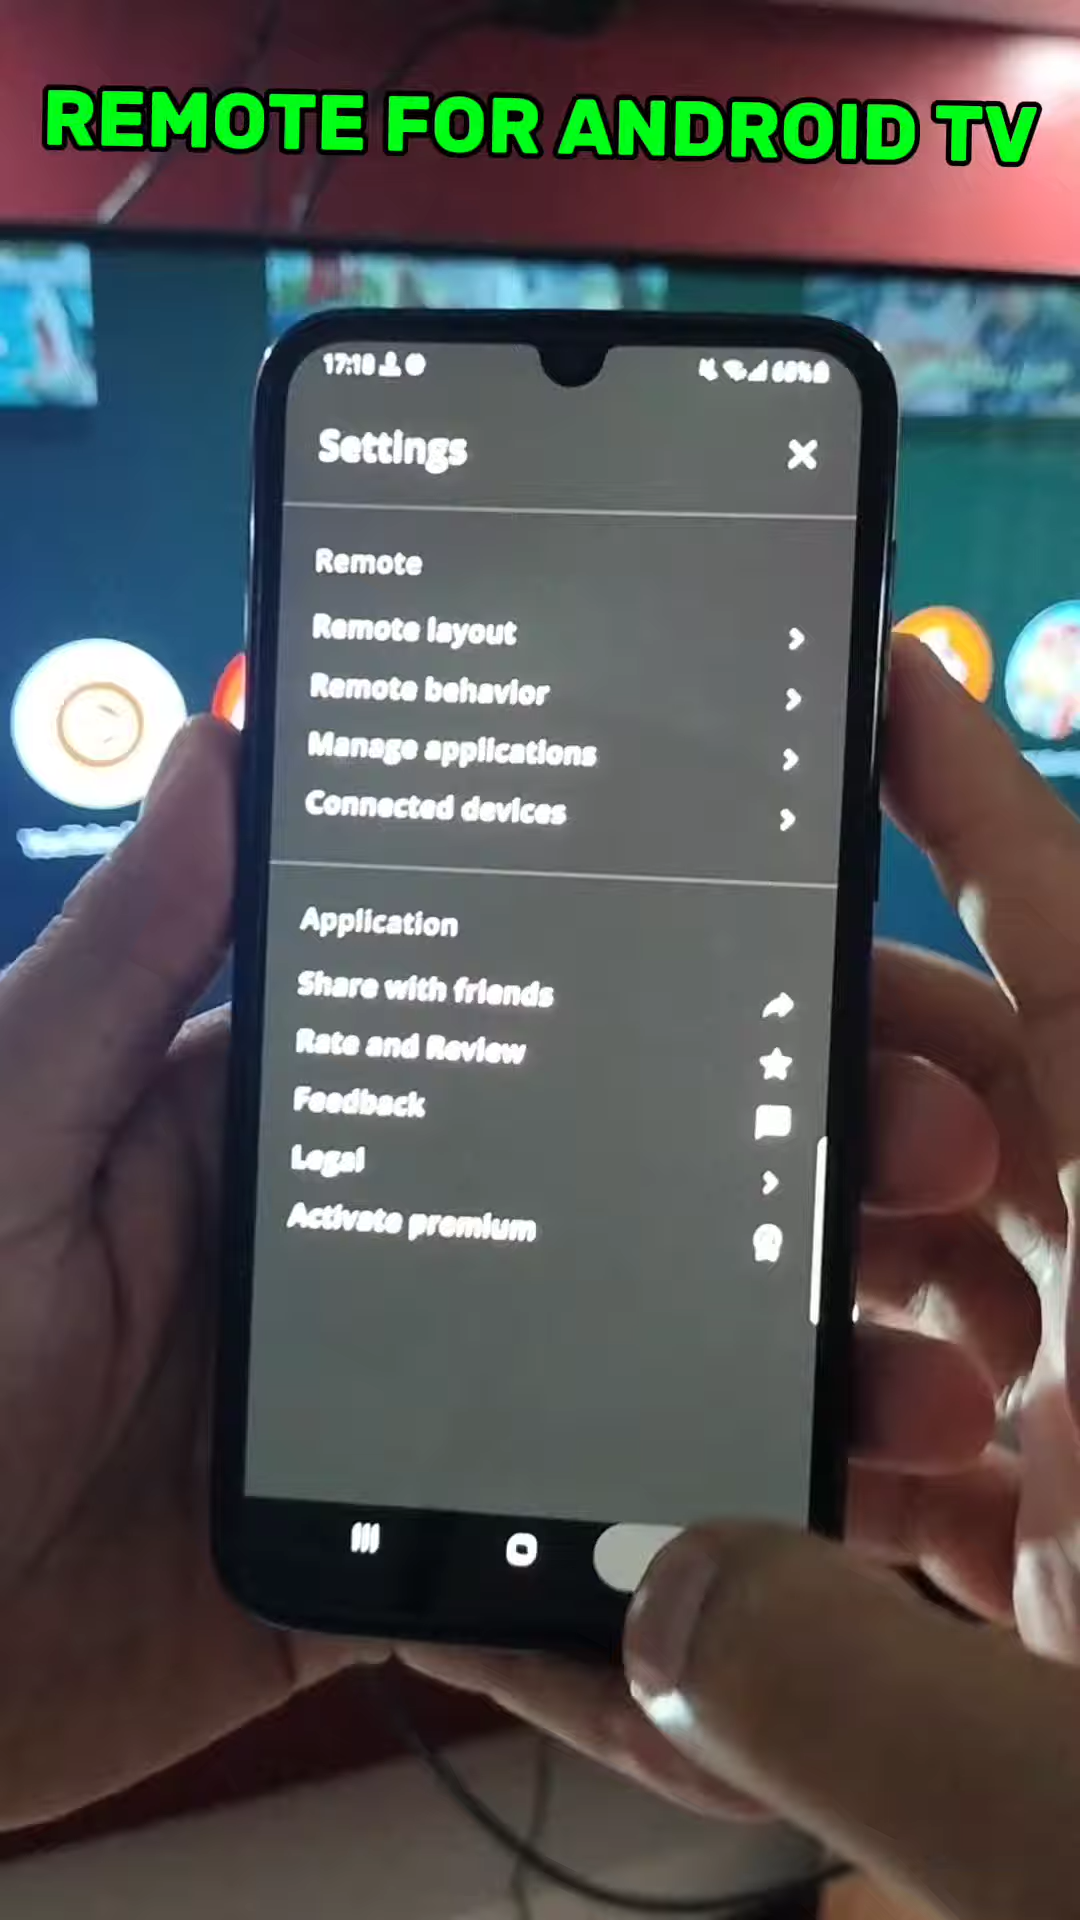 REMOTE FOR ANDROID TV
17:18
Settings
Remote
Remote layout
Remote behavior
Manage applications
Connected devices
Application
Share with friends
Rate and Review
Feedback
Legal
Activate premium